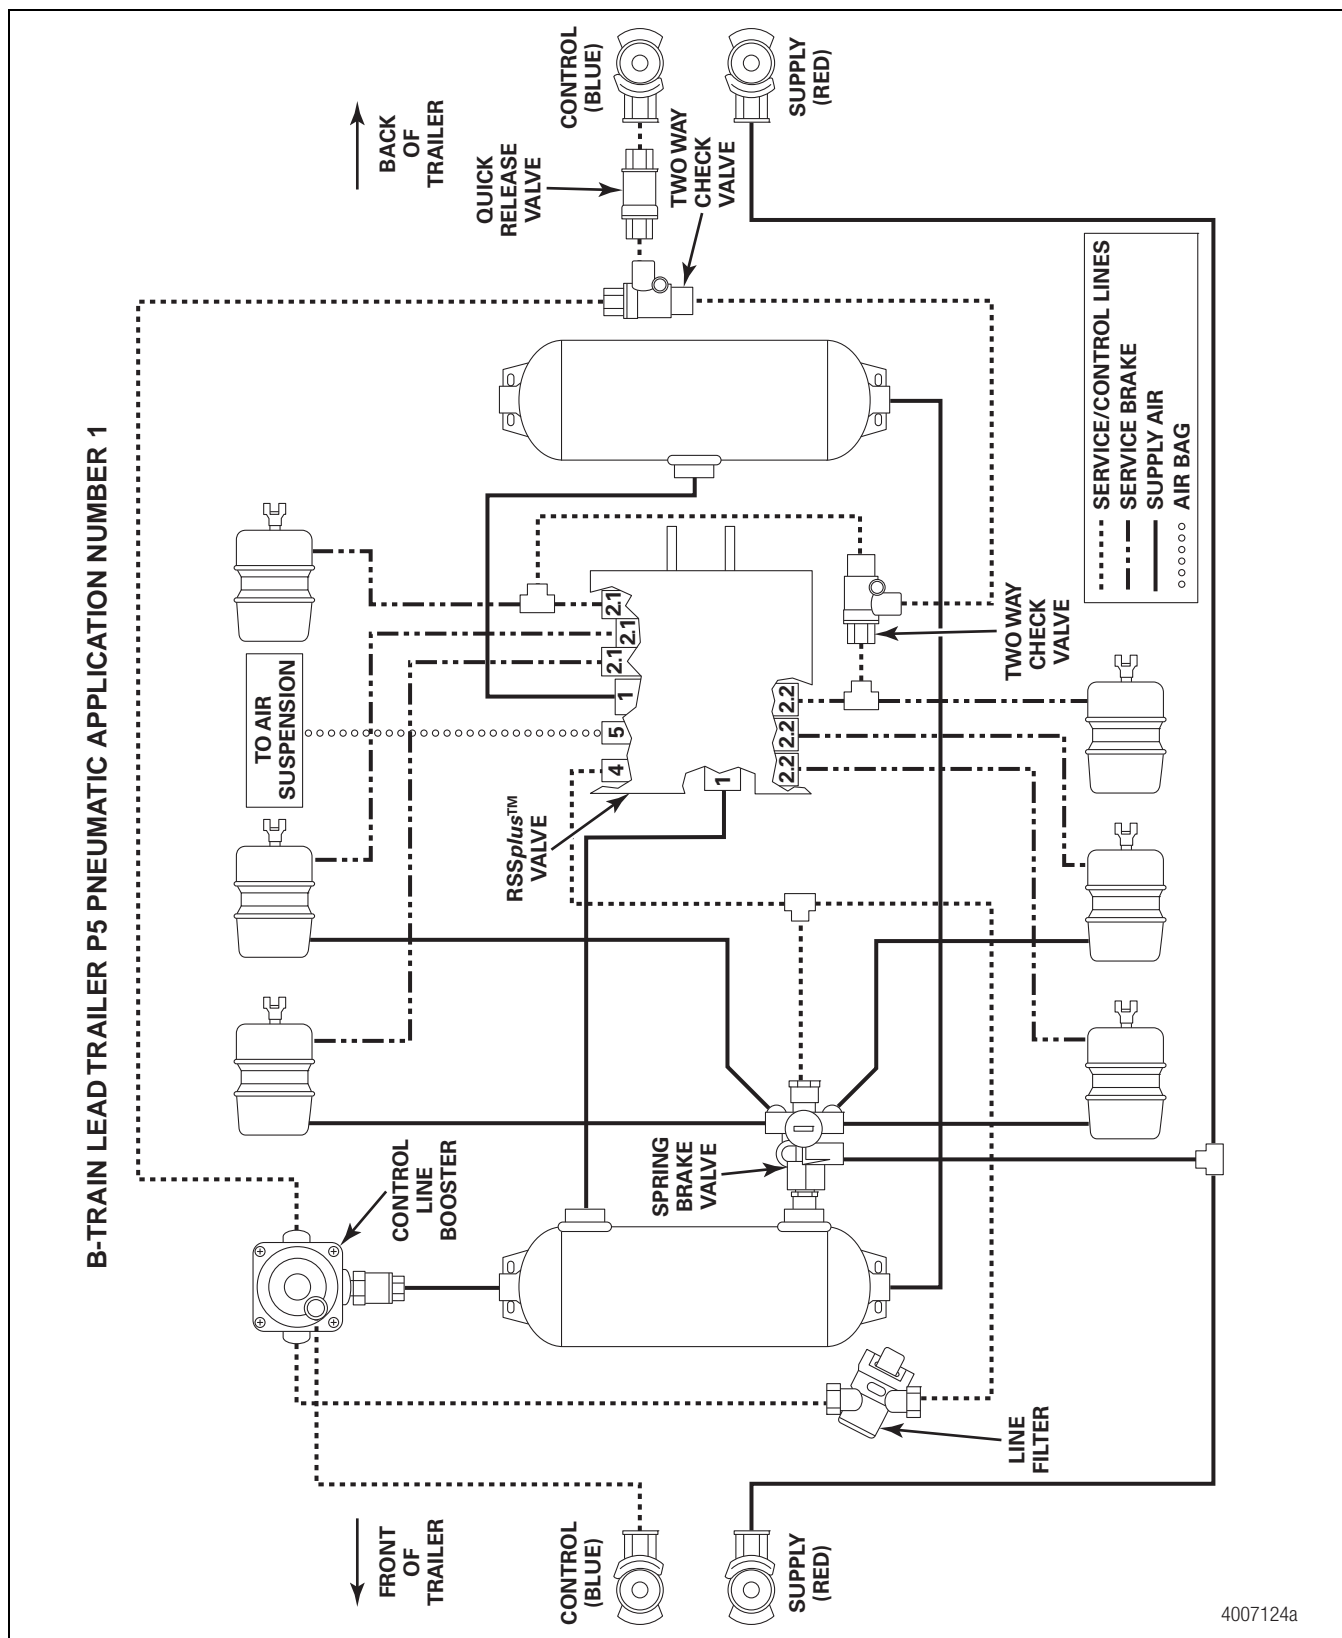 B-TRAIN LEAD TRAILER P5 PNEUMATIC APPLICATION NUMBER 1
FRONT
OF
TRAILER
BACK
OF
TRAILER
CONTROL
LINE
BOOSTER
TO AIR
SUSPENSION
QUICK
RELEASE
VALVE
CONTROL
(BLUE)
TWO WAY
CHECK
VALVE
SUPPLY
(RED)
RSSplus™
VALVE
4
5
1
2.1
2.1
2.1
1
2.2
2.2
2.2
SPRING
BRAKE
VALVE
CONTROL
(BLUE)
SUPPLY
(RED)
LINE
FILTER
TWO WAY
CHECK
VALVE
SERVICE/CONTROL LINES
SERVICE BRAKE
SUPPLY AIR
AIR BAG
4007124a